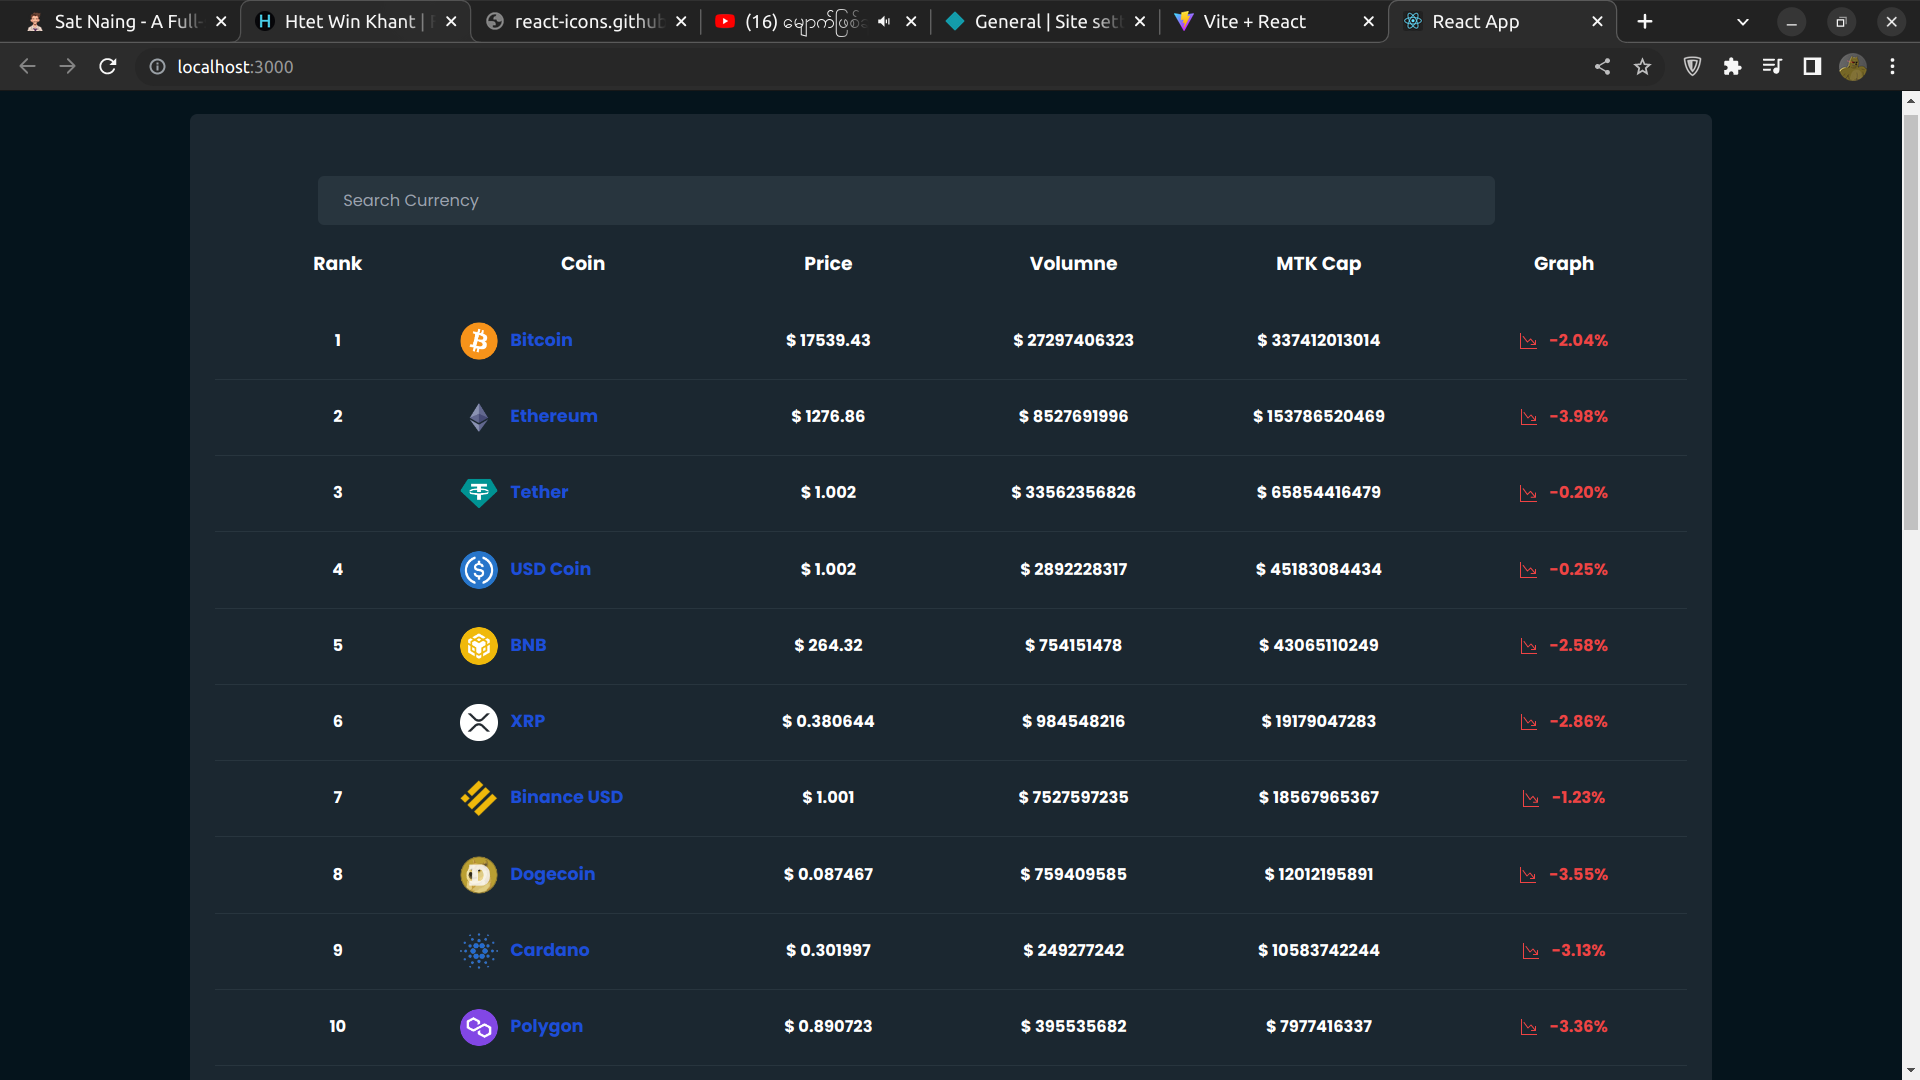 Sat Naing - A Full-
Htet Win Khant |
react-icons.github
(16) မျောက်ဖြစ်
General | Site sett
Vite + React
React App
localhost:3000
Search Currency
Rank Coin Price Volumne MTK Cap Graph
1 Bitcoin $ 17539.43 $ 27297406323 $ 337412013014 -2.04%
2 Ethereum $ 1276.86 $ 8527691996 $ 153786520469 -3.98%
3 Tether $ 1.002 $ 33562356826 $ 65854416479 -0.20%
4 USD Coin $ 1.002 $ 2892228317 $ 45183084434 -0.25%
5 BNB $ 264.32 $ 754151478 $ 43065110249 -2.58%
6 XRP $ 0.380644 $ 984548216 $ 19179047283 -2.86%
7 Binance USD $ 1.001 $ 7527597235 $ 18567965367 -1.23%
8 Dogecoin $ 0.087467 $ 759409585 $ 12012195891 -3.55%
9 Cardano $ 0.301997 $ 249277242 $ 10583742244 -3.13%
10 Polygon $ 0.890723 $ 395535682 $ 7977416337 -3.36%